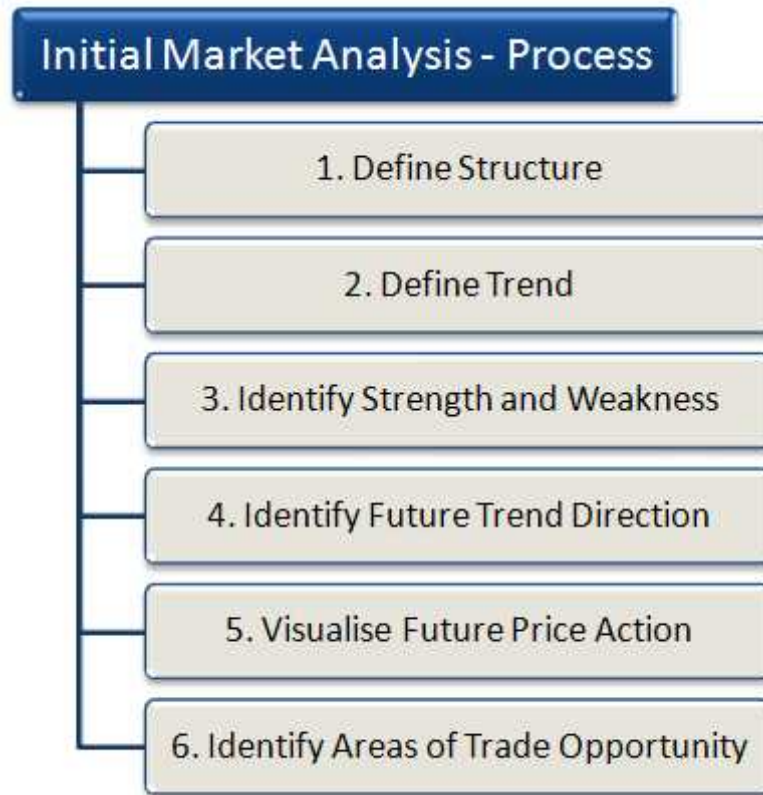 Initial Market Analysis - Process
1. Define Structure
2. Define Trend
3. Identify Strength and Weakness
4. Identify Future Trend Direction
5. Visualise Future Price Action
6. Identify Areas of Trade Opportunity